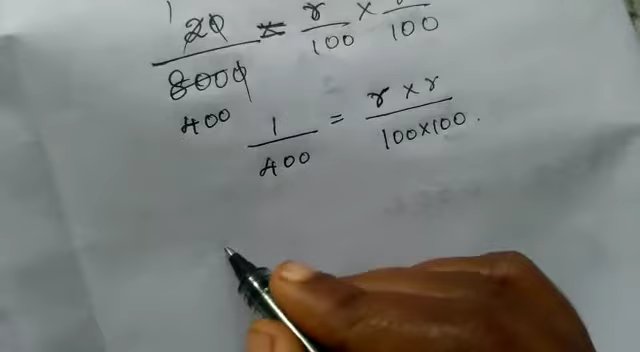 1
20 = r × r
8000 100 100
400
1 = r × r
400 100×100.